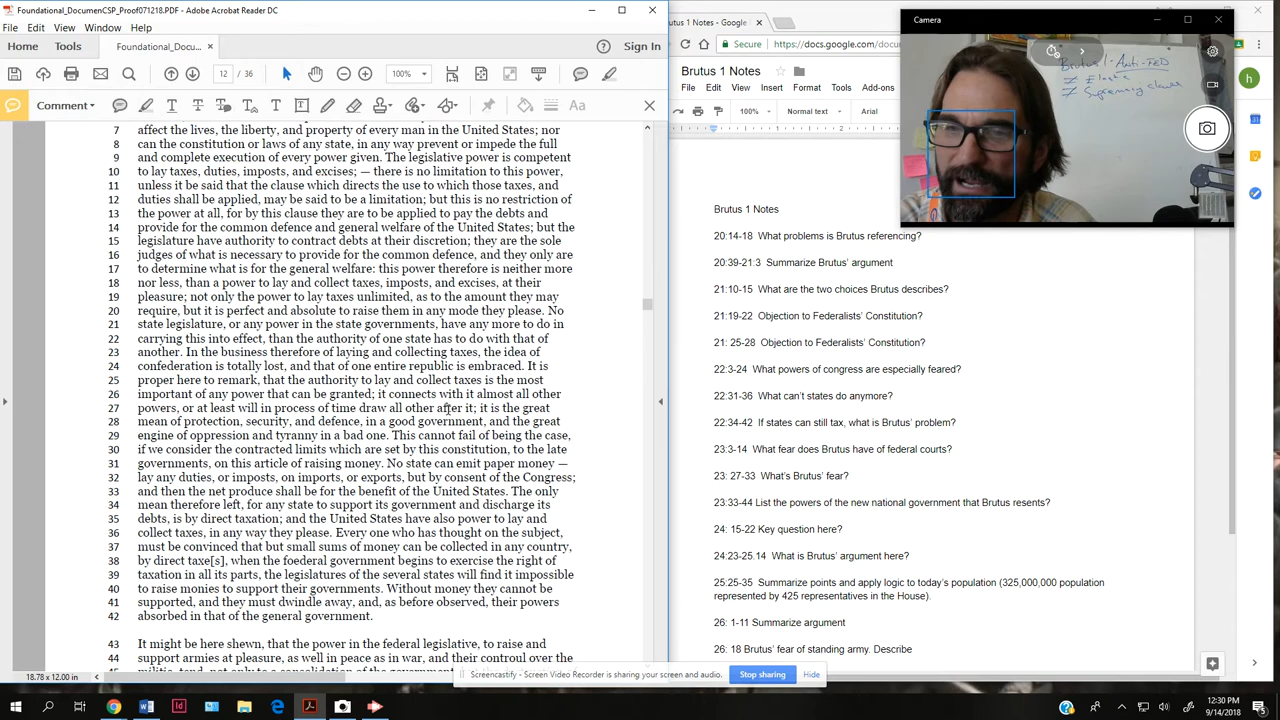 Foundational_DocumenCSP_Proof071218.PDF - Adobe Acrobat Reader DC
File Edit View Window Help
Home Tools Foundational_Docu... × Sign In
12 / 36 100%
Comment
7 affect the lives, the liberty, and property of every man in the United States; nor
8 can the constitution or laws of any state, in any way prevent or impede the full
9 and complete execution of every power given. The legislative power is competent
10 to lay taxes, duties, imposts, and excises; — there is no limitation to this power,
11 unless it be said that the clause which directs the use to which those taxes, and
12 duties shall be applied, may be said to be a limitation; but this is no restriction of
13 the power at all, for by this clause they are to be applied to pay the debts and
14 provide for the common defence and general welfare of the United States; but the
15 legislature have authority to contract debts at their discretion; they are the sole
16 judges of what is necessary to provide for the common defence, and they only are
17 to determine what is for the general welfare: this power therefore is neither more
18 nor less, than a power to lay and collect taxes, imposts, and excises, at their
19 pleasure; not only the power to lay taxes unlimited, as to the amount they may
20 require, but it is perfect and absolute to raise them in any mode they please. No
21 state legislature, or any power in the state governments, have any more to do in
22 carrying this into effect, than the authority of one state has to do with that of
23 another. In the business therefore of laying and collecting taxes, the idea of
24 confederation is totally lost, and that of one entire republic is embraced. It is
25 proper here to remark, that the authority to lay and collect taxes is the most
26 important of any power that can be granted; it connects with it almost all other
27 powers, or at least will in process of time draw all other after it; it is the great
28 mean of protection, security, and defence, in a good government, and the great
29 engine of oppression and tyranny in a bad one. This cannot fail of being the case,
30 if we consider the contracted limits which are set by this constitution, to the late
31 governments, on this article of raising money. No state can emit paper money —
32 lay any duties, or imposts, on imports, or exports, but by consent of the Congress;
33 and then the net produce shall be for the benefit of the United States. The only
34 mean therefore left, for any state to support its government and discharge its
35 debts, is by direct taxation; and the United States have also power to lay and
36 collect taxes, in any way they please. Every one who has thought on the subject,
37 must be convinced that but small sums of money can be collected in any country,
38 by direct taxe[s], when the foederal government begins to exercise the right of
39 taxation in all its parts, the legislatures of the several states will find it impossible
40 to raise monies to support their governments. Without money they cannot be
41 supported, and they must dwindle away, and, as before observed, their powers
42 absorbed in that of the general government.
43 It might be here shewn, that the power in the federal legislative, to raise and
44 support armies at pleasure, as well in peace as in war, and their controul over the
18.78 x 12.00 in
rutus 1 Notes - Google
Secure https://docs.google.com/docu
Brutus 1 Notes
File Edit View Insert Format Tools Add-ons
100% Normal text Arial
Brutus 1 Notes
20:14-18 What problems is Brutus referencing?
20:39-21:3 Summarize Brutus' argument
21:10-15 What are the two choices Brutus describes?
21:19-22 Objection to Federalists' Constitution?
21: 25-28 Objection to Federalists' Constitution?
22:3-24 What powers of congress are especially feared?
22:31-36 What can't states do anymore?
22:34-42 If states can still tax, what is Brutus' problem?
23:3-14 What fear does Brutus have of federal courts?
23: 27-33 What's Brutus' fear?
23:33-44 List the powers of the new national government that Brutus resents?
24: 15-22 Key question here?
24:23-25.14 What is Brutus' argument here?
25:25-35 Summarize points and apply logic to today's population (325,000,000 population
represented by 425 representatives in the House).
26: 1-11 Summarize argument
26: 18 Brutus' fear of standing army. Describe
Camera
Brutus 1 - Anti-FED
≠ Supremacy clause
h
Screencastify - Screen Video Recorder is sharing your screen and audio. Stop sharing Hide
12:30 PM
9/14/2018